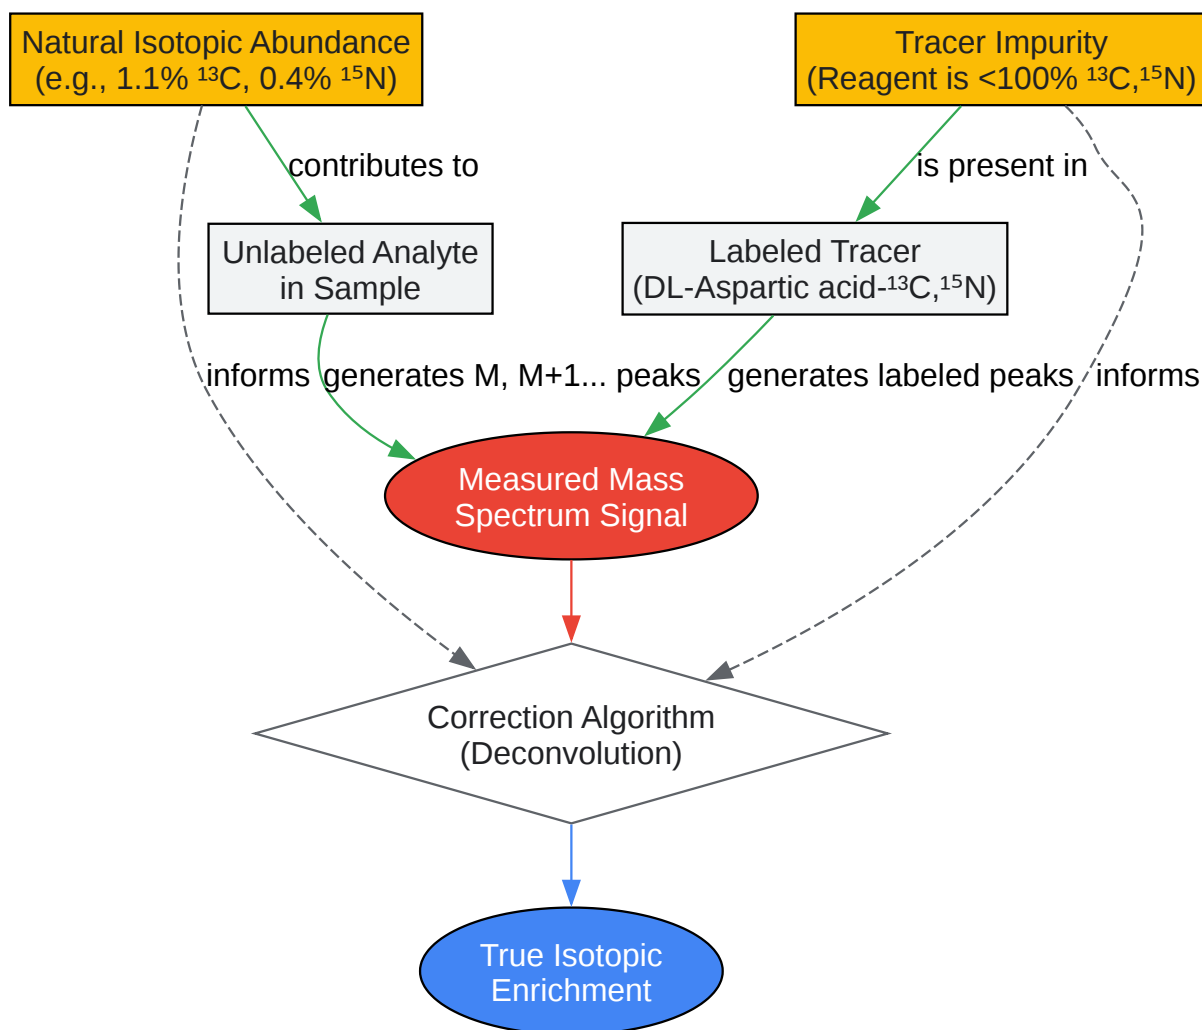 Natural Isotopic Abundance
(e.g., 1.1% ¹³C, 0.4% ¹⁵N)
Tracer Impurity
(Reagent is <100% ¹³C,¹⁵N)
contributes to
is present in
Unlabeled Analyte
in Sample
Labeled Tracer
(DL-Aspartic acid-¹³C,¹⁵N)
informs
generates M, M+1... peaks
generates labeled peaks
informs
Measured Mass
Spectrum Signal
Correction Algorithm
(Deconvolution)
True Isotopic
Enrichment